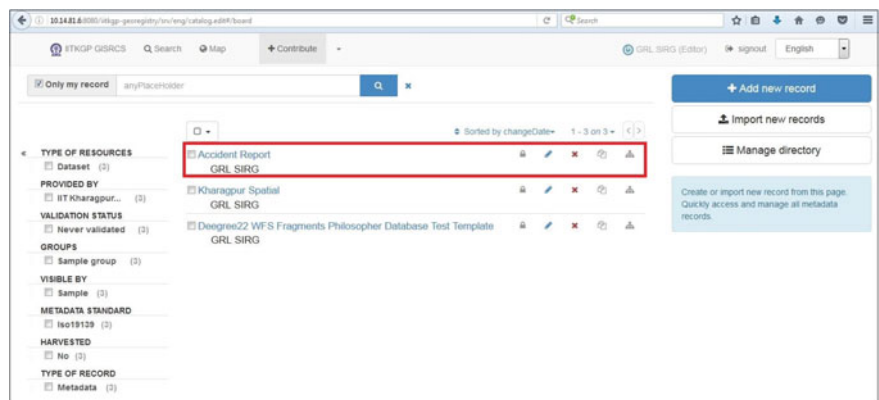 10.14.81.6:8080/iitkgp-georegistry/srv/eng/catalog.edit#/board
Search
IITKGP GISRCS Search Map + Contribute GRL SIRG (Editor) signout English
Only my record anyPlaceHolder
+ Add new record
Import new records
Manage directory
Create or import new record from this page.
Quickly access and manage all metadata
records.
Sorted by changeDate 1 - 3 on 3
« TYPE OF RESOURCES
Dataset (3)
PROVIDED BY
IIT Kharagpur... (3)
VALIDATION STATUS
Never validated (3)
GROUPS
Sample group (3)
VISIBLE BY
Sample (3)
METADATA STANDARD
Iso19139 (3)
HARVESTED
No (3)
TYPE OF RECORD
Metadata (3)
Accident Report
GRL SIRG
Kharagpur Spatial
GRL SIRG
Deegree22 WFS Fragments Philosopher Database Test Template
GRL SIRG